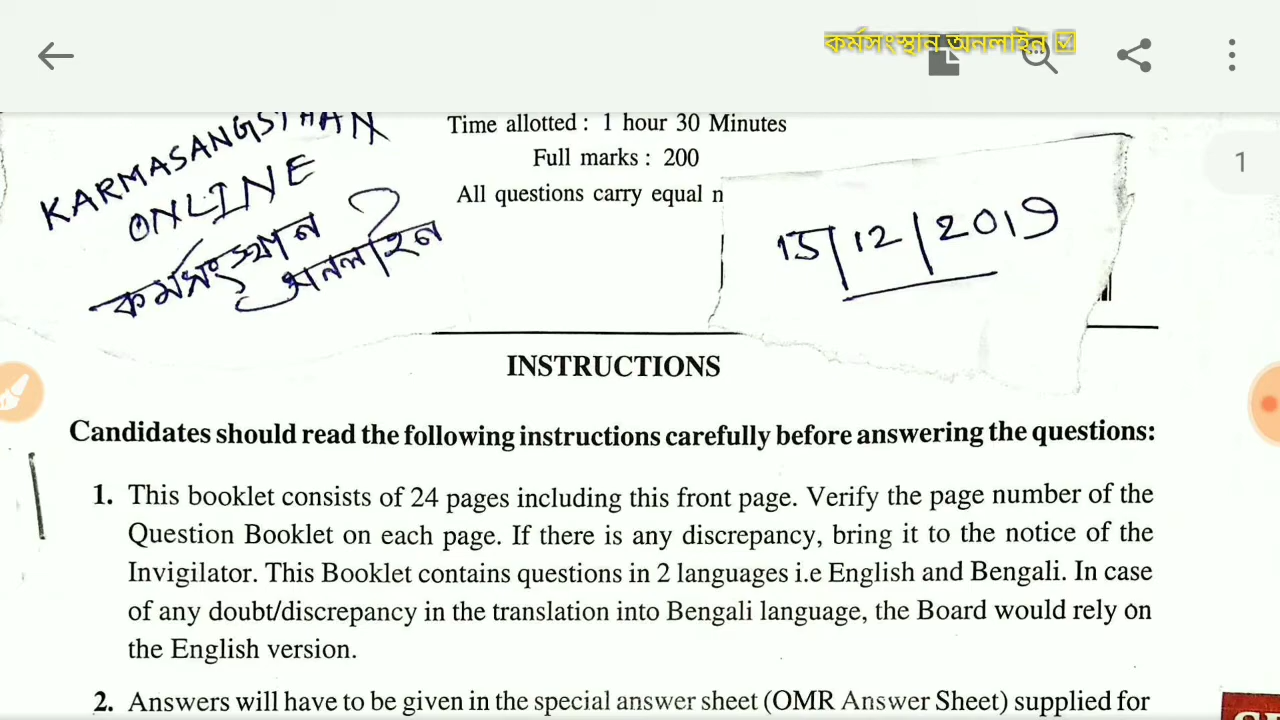 কর্মসংস্থান অনলাইন
1
KARMASANGSTHAN
ONLINE
কর্মসংস্থান
অনলাইন
Time allotted : 1 hour 30 Minutes
Full marks : 200
All questions carry equal
15/12/2019
INSTRUCTIONS
Candidates should read the following instructions carefully before answering the questions:
1. This booklet consists of 24 pages including this front page. Verify the page number of the
Question Booklet on each page. If there is any discrepancy, bring it to the notice of the
Invigilator. This Booklet contains questions in 2 languages i.e English and Bengali. In case
of any doubt/discrepancy in the translation into Bengali language, the Board would rely on
the English version.
2. Answers will have to be given in the special answer sheet (OMR Answer Sheet) supplied for